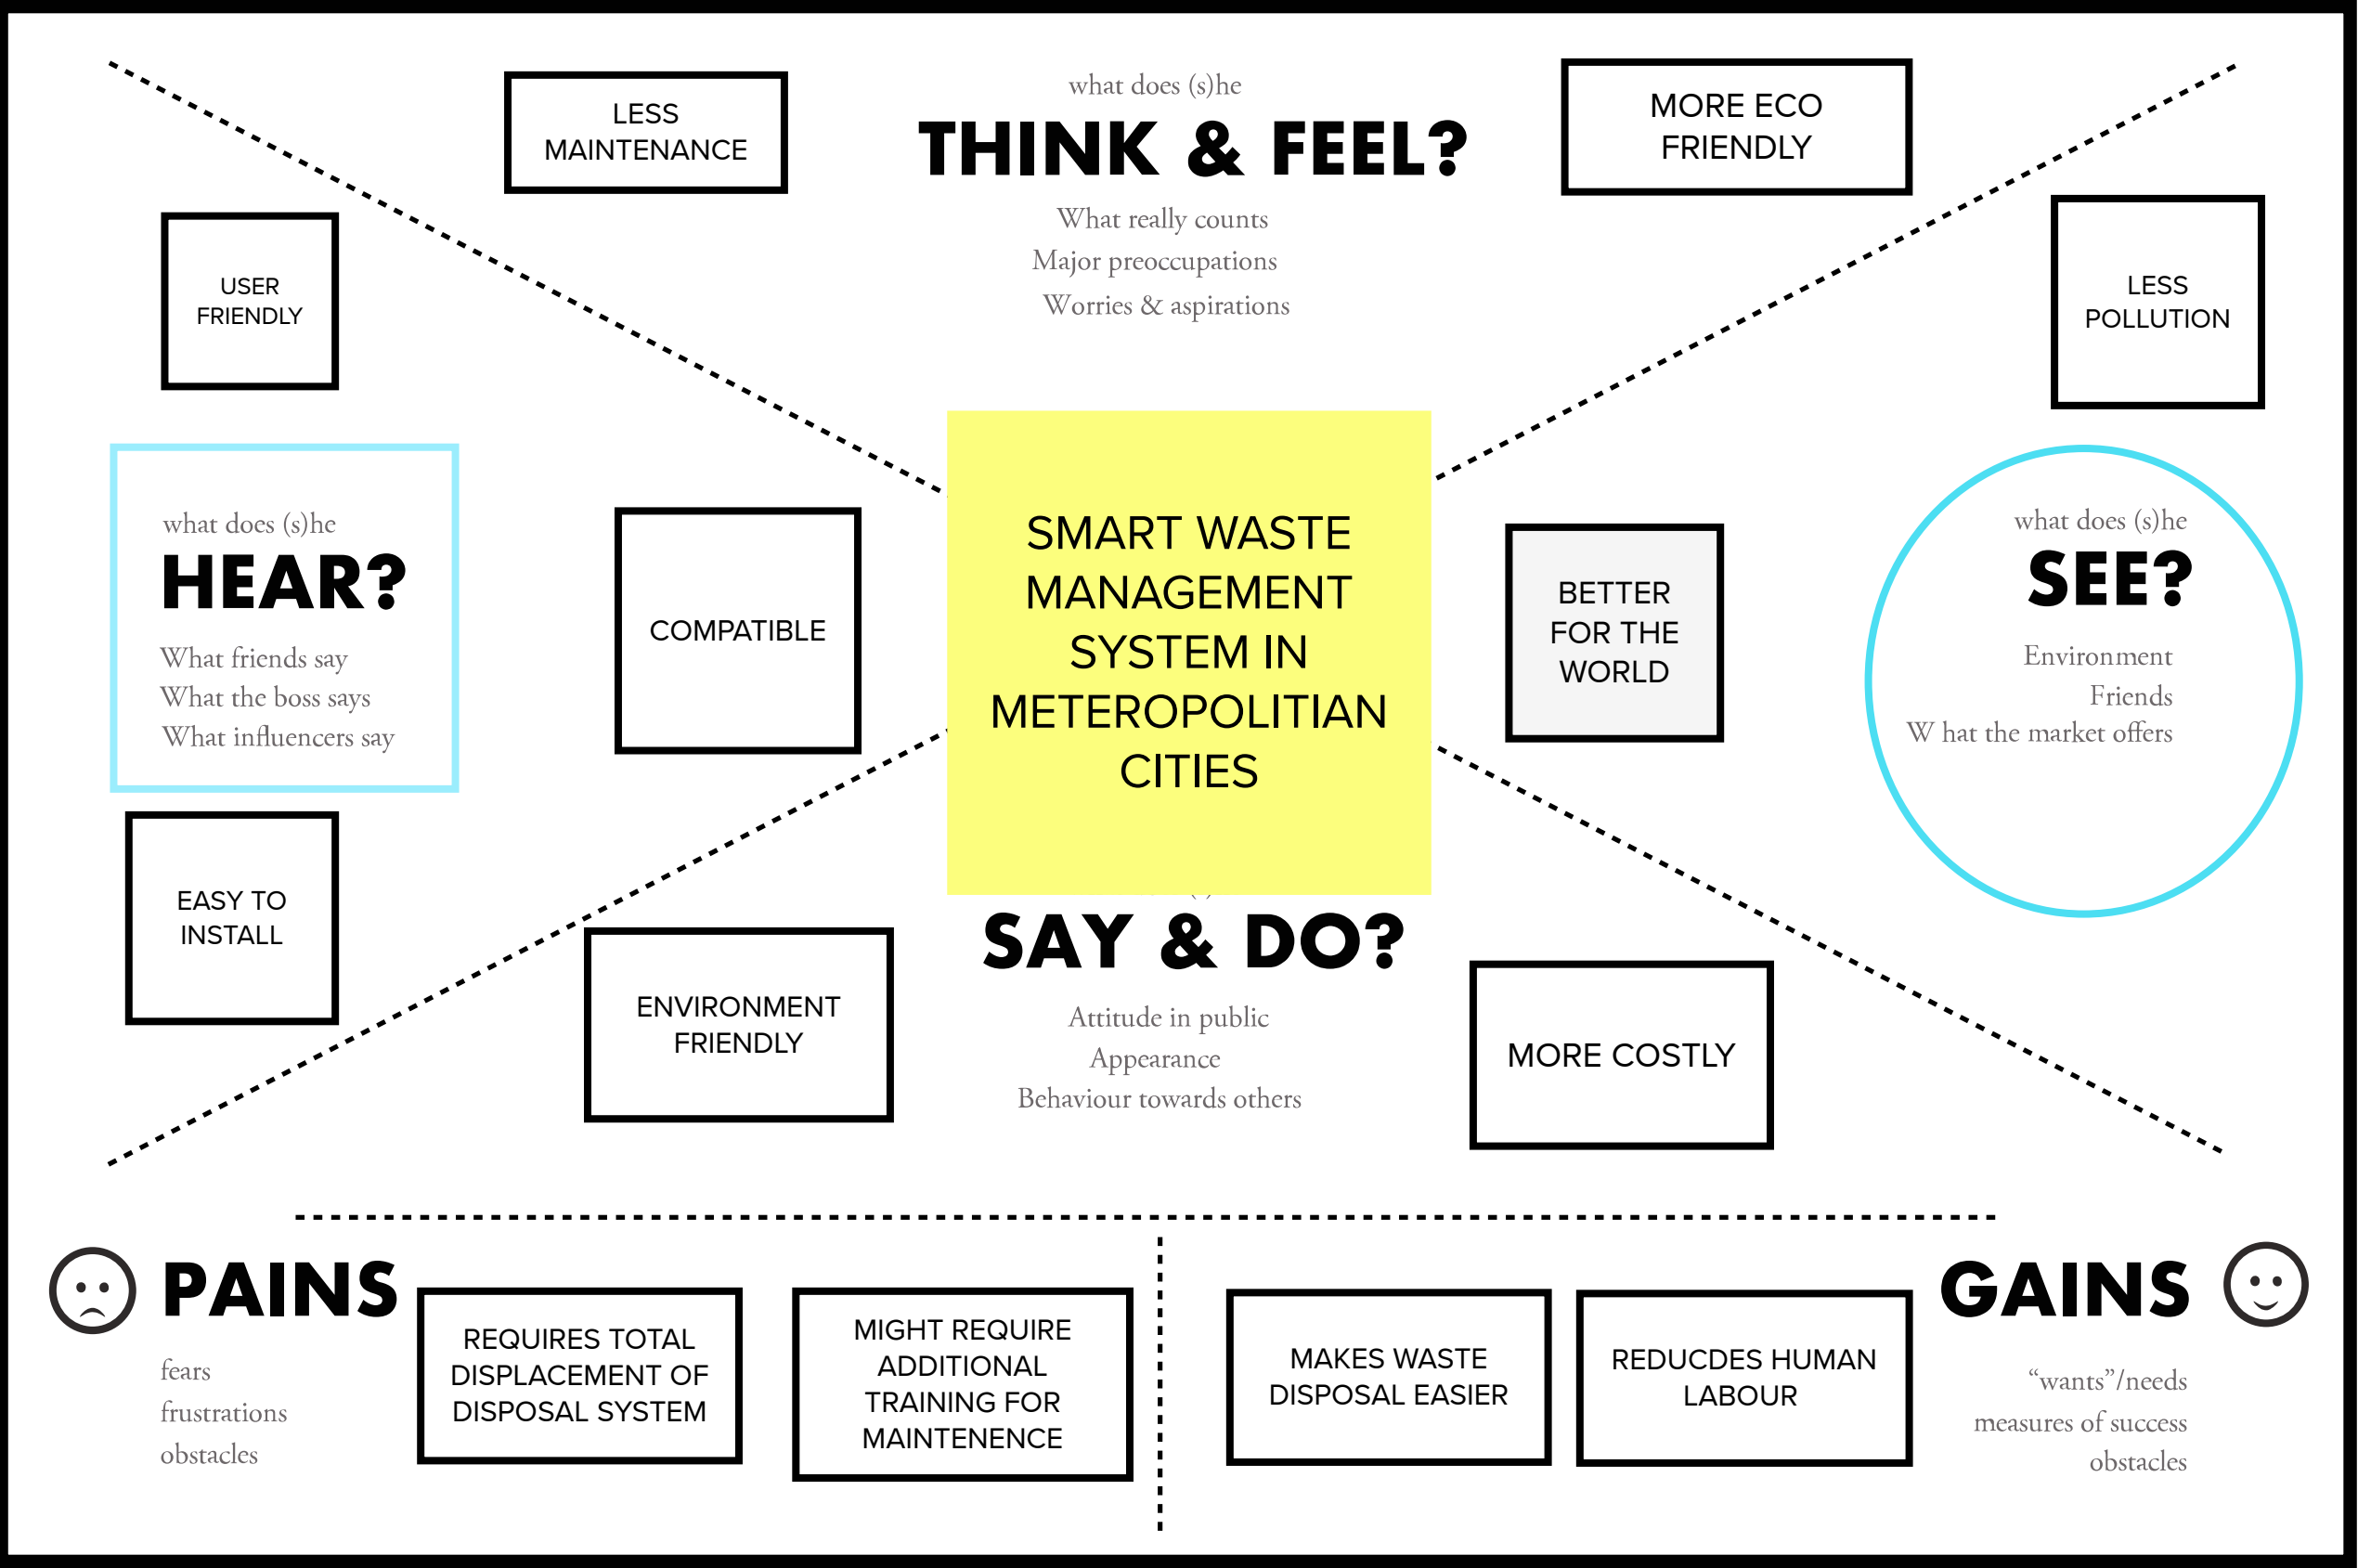 what does (s)he
THINK & FEEL?
What really counts
Major preoccupations
Worries & aspirations
LESS
MAINTENANCE
MORE ECO
FRIENDLY
USER
FRIENDLY
what does (s)he
HEAR?
What friends say
What the boss says
What influencers say
COMPATIBLE
EASY TO
INSTALL
SMART WASTE
MANAGEMENT
SYSTEM IN
METEROPOLITIAN
CITIES
LESS
POLLUTION
BETTER
FOR THE
WORLD
what does (s)he
SEE?
Environment
Friends
W hat the market offers
SAY & DO?
Attitude in public
Appearance
Behaviour towards others
ENVIRONMENT
FRIENDLY
MORE COSTLY
PAINS
fears
frustrations
obstacles
REQUIRES TOTAL
DISPLACEMENT OF
DISPOSAL SYSTEM
MIGHT REQUIRE
ADDITIONAL
TRAINING FOR
MAINTENENCE
MAKES WASTE
DISPOSAL EASIER
REDUCDES HUMAN
LABOUR
GAINS
“wants”/needs
measures of success
obstacles